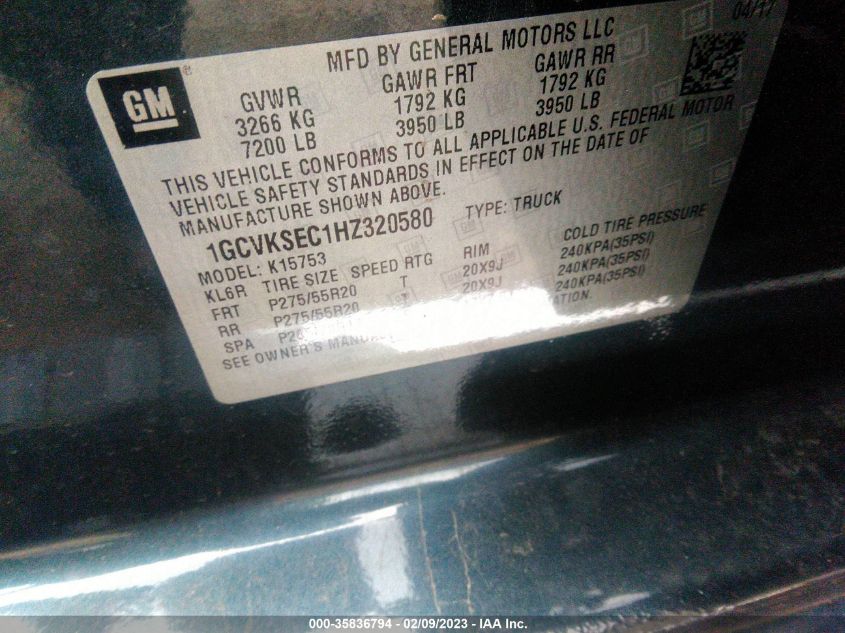 04/17
MFD BY GENERAL MOTORS LLC
GM ®
GVWR GAWR FRT GAWR RR
3266 KG 1792 KG 1792 KG
7200 LB 3950 LB 3950 LB
THIS VEHICLE CONFORMS TO ALL APPLICABLE U.S. FEDERAL MOTOR
VEHICLE SAFETY STANDARDS IN EFFECT ON THE DATE OF
MANUFACTURE SHOWN ABOVE.
1GCVKSEC1HZ320580 TYPE: TRUCK
MODEL: K15753
KL6R TIRE SIZE SPEED RTG RIM COLD TIRE PRESSURE
FRT P275/55R20 T 20X9J 240KPA(35PSI)
RR P275/55R20 20X9J 240KPA(35PSI)
SPA 240KPA(35PSI)
SEE OWNER'S
000-35836794 - 02/09/2023 - IAA Inc.